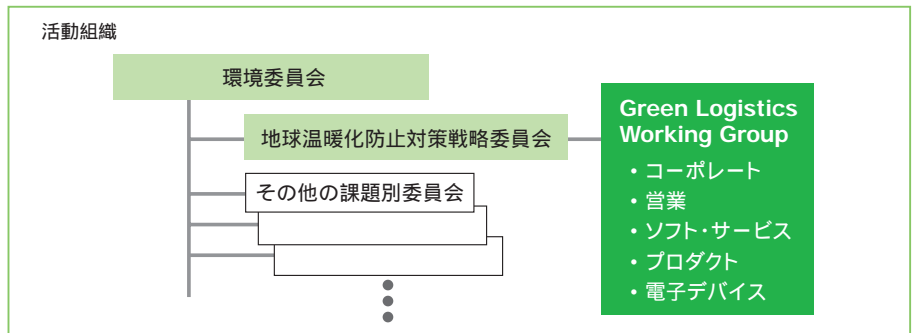 活動組織
環境委員会
地球温暖化防止対策戦略委員会
その他の課題別委員会
Green Logistics
Working Group
・コーポレート
・営業
・ソフト・サービス
・プロダクト
・電子デバイス